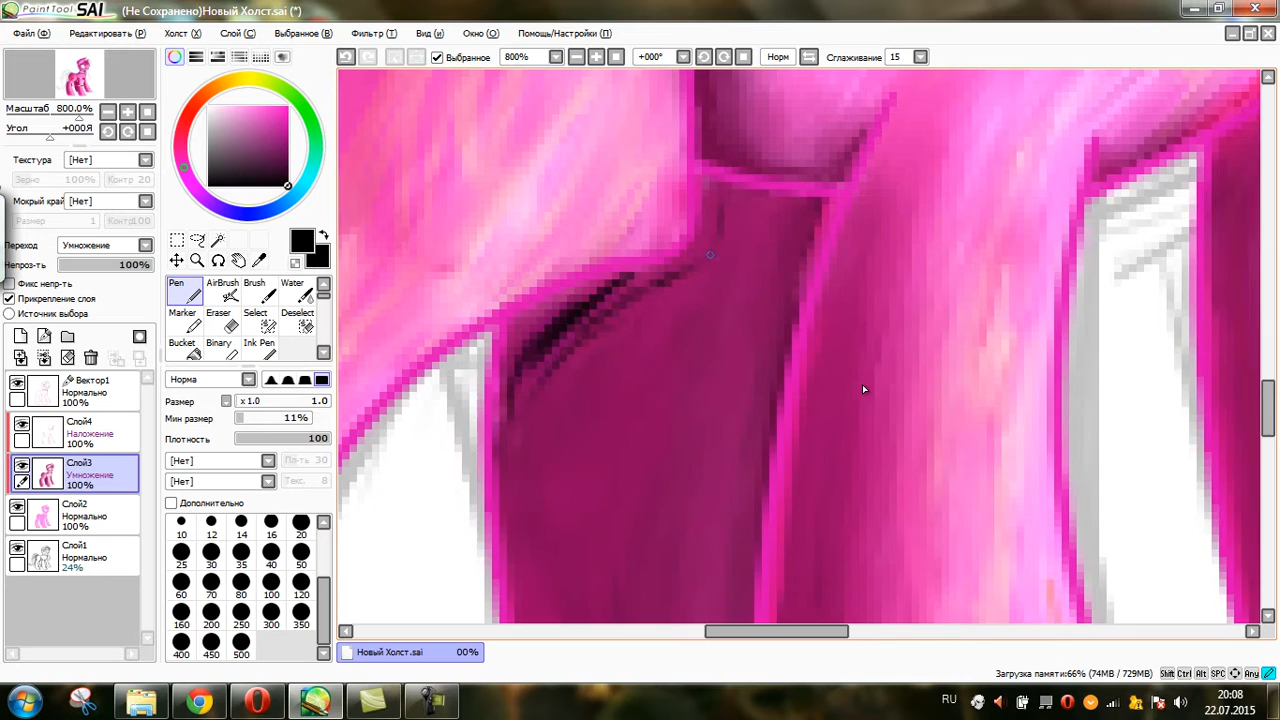 PaintTool SAI (Не Сохранено)Новый Холст.sai (*)
Файл (Ф) Редактировать (Р) Холст (Х) Слой (С) Выбранное (В) Фильтр (Т) Вид (и) Окно (О) Помощь/Настройки (П)
Выбранное 800% +000° Норм Сглаживание 15
Масштаб 800.0%
Угол +000Я
Текстура [Нет]
Зерно 100% Контр 20
Мокрый край [Нет]
Размер 1 Контр100
Переход Умножение
Непроз-ть 100%
Фикс непр-ть
Прикрепление слоя
Источник выбора
Вектор1
Нормально
100%
Слой4
Наложение
100%
Слой3
Умножение
100%
Слой2
Нормально
100%
Слой1
Нормально
24%
Pen AirBrush Brush Water
Marker Eraser Select Deselect
Bucket Binary Ink Pen
Норма
Размер x 1.0 1.0
Мин размер 11%
Плотность 100
[Нет] Пл-ть 30
[Нет] Текс. 8
Дополнительно
10 12 14 16 20
25 30 35 40 50
60 70 80 100 120
160 200 250 300 350
400 450 500
Новый Холст.sai 00%
Загрузка памяти:66% (74MB / 729MB) Shift Ctrl Alt SPC Any
RU 20:08
22.07.2015